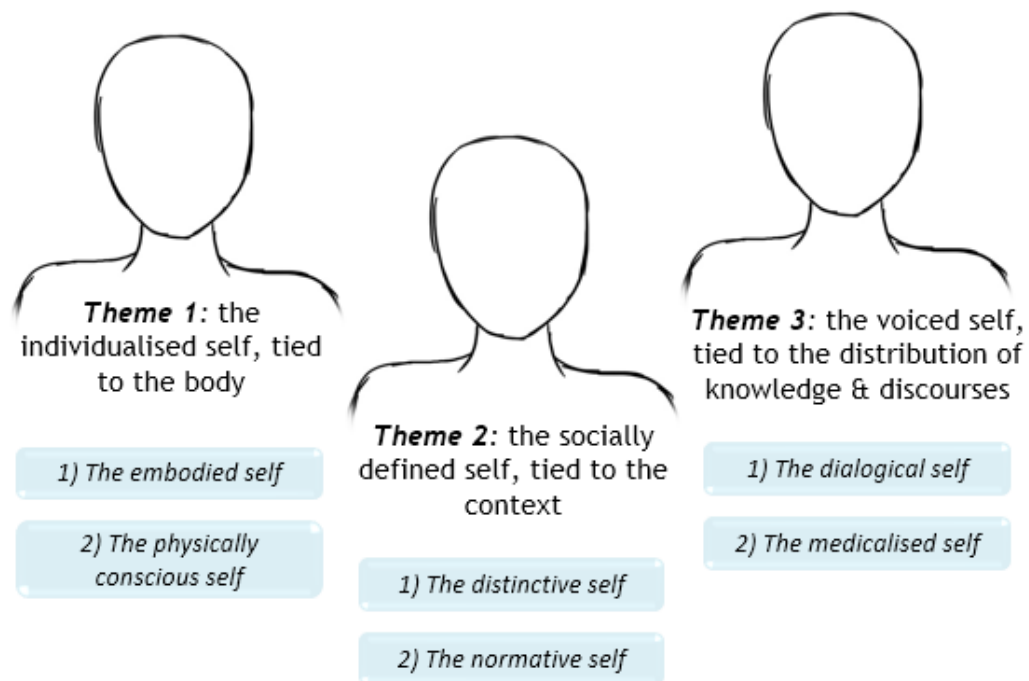 Theme 1: the
individualised self, tied
to the body
1) The embodied self
2) The physically
conscious self
Theme 2: the socially
defined self, tied to the
context
1) The distinctive self
2) The normative self
Theme 3: the voiced self,
tied to the distribution of
knowledge & discourses
1) The dialogical self
2) The medicalised self